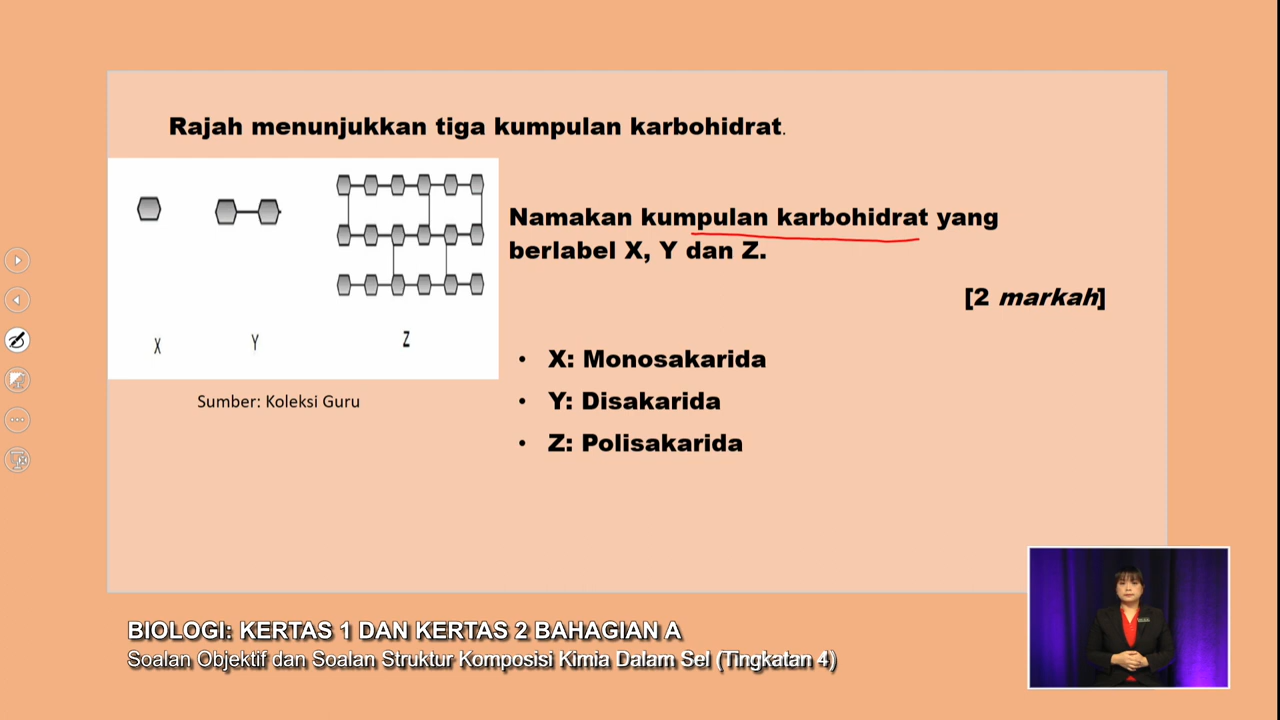 Rajah menunjukkan tiga kumpulan karbohidrat.
X
Y
Z
Sumber: Koleksi Guru
Namakan kumpulan karbohidrat yang
berlabel X, Y dan Z.
[2 markah]
• X: Monosakarida
• Y: Disakarida
• Z: Polisakarida
BIOLOGI: KERTAS 1 DAN KERTAS 2 BAHAGIAN A
Soalan Objektif dan Soalan Struktur Komposisi Kimia Dalam Sel (Tingkatan 4)